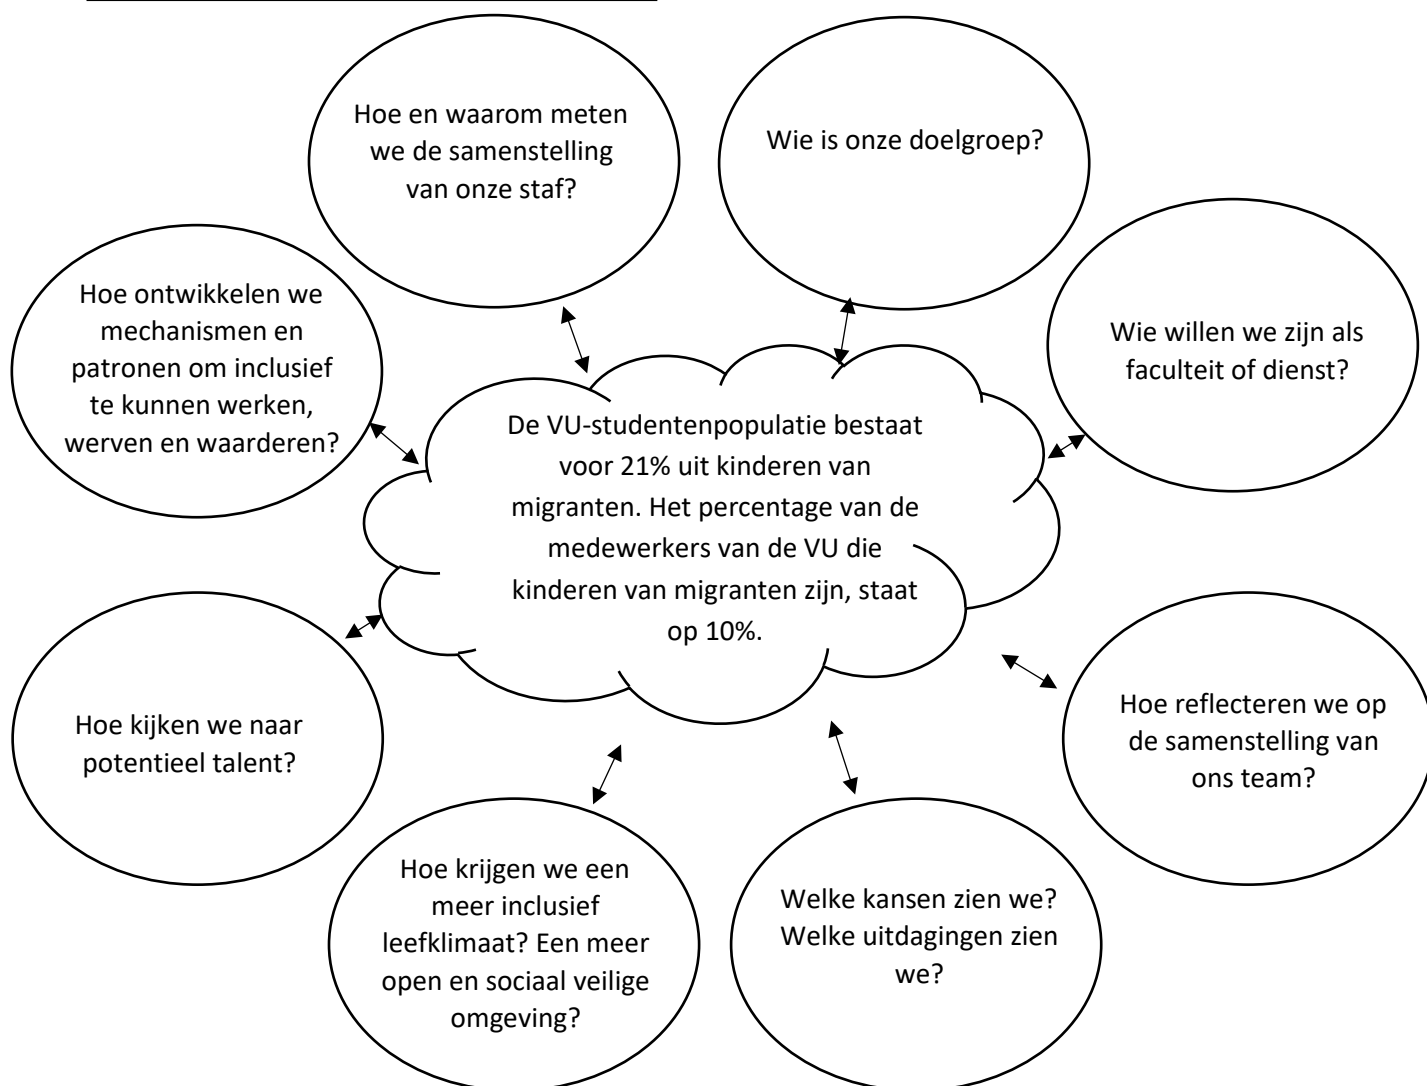 Hoe en waarom meten
we de samenstelling
van onze staf?
Wie is onze doelgroep?
Hoe ontwikkelen we
mechanismen en
patronen om inclusief
te kunnen werken,
werven en waarderen?
Wie willen we zijn als
faculteit of dienst?
De VU-studentenpopulatie bestaat
voor 21% uit kinderen van
migranten. Het percentage van de
medewerkers van de VU die
kinderen van migranten zijn, staat
op 10%.
Hoe kijken we naar
potentieel talent?
Hoe reflecteren we op
de samenstelling van
ons team?
Hoe krijgen we een
meer inclusief
leefklimaat? Een meer
open en sociaal veilige
omgeving?
Welke kansen zien we?
Welke uitdagingen zien
we?